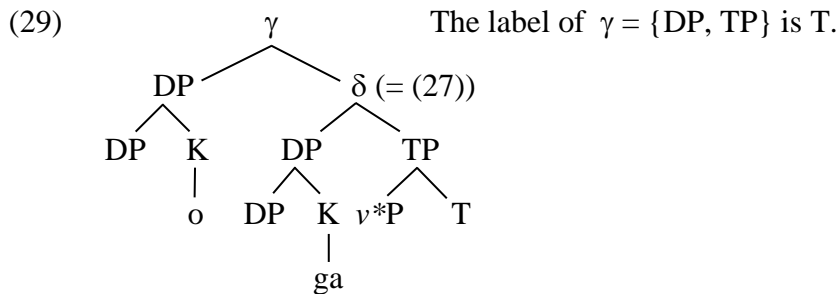 (29) γ The label of γ = {DP, TP} is T.
DP δ (= (27))
DP K DP TP
o DP K v*P T
ga